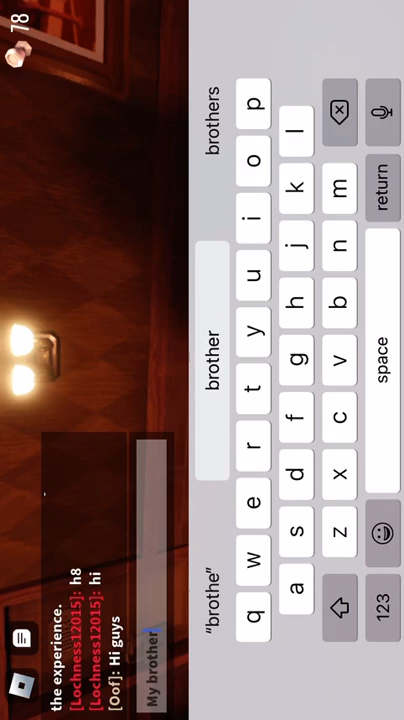 78
the experience.
[Lochness12015]: h8
[Lochness12015]: hi
[Oof]: Hi guys
My brother
"brothe" brother brothers
q w e r t y u i o p
a s d f g h j k l
z x c v b n m
123 space return